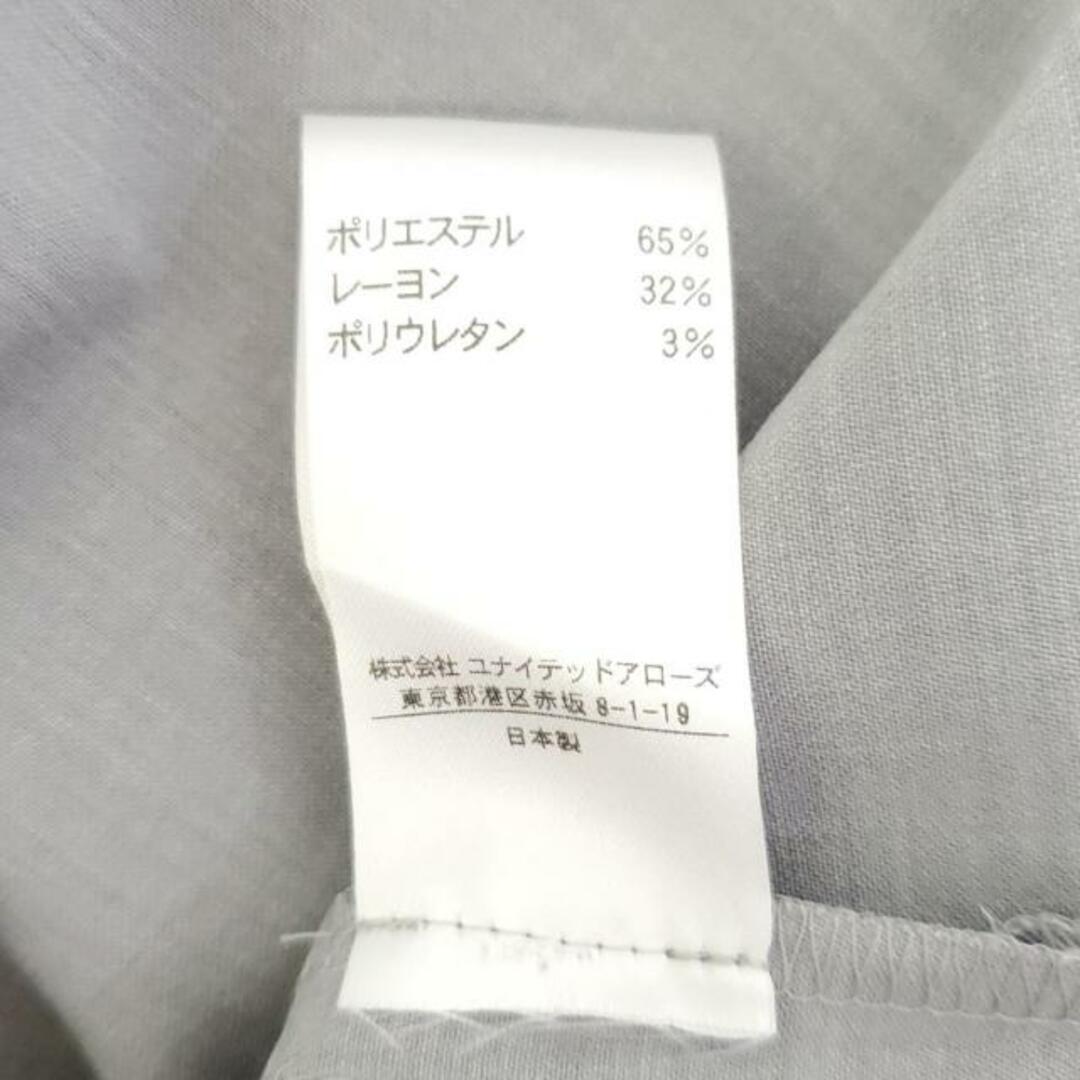 ポリエステル 65%
レーヨン 32%
ポリウレタン 3%
株式会社 ユナイテッドアローズ
東京都港区赤坂 8-1-19
日本製